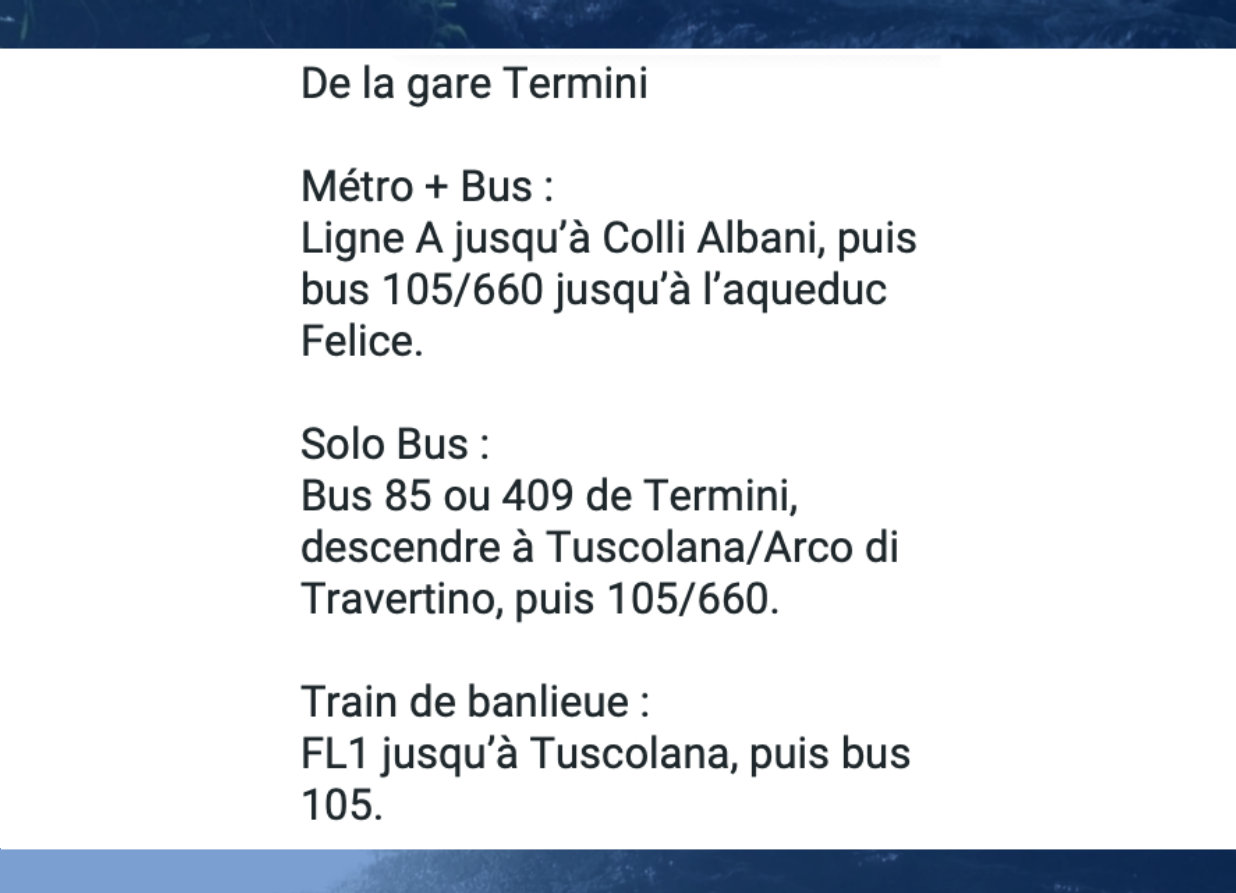 De la gare Termini
Métro + Bus :
Ligne A jusqu’à Colli Albani, puis
bus 105/660 jusqu’à l’aqueduc
Felice.
Solo Bus :
Bus 85 ou 409 de Termini,
descendre à Tuscolana/Arco di
Travertino, puis 105/660.
Train de banlieue :
FL1 jusqu’à Tuscolana, puis bus
105.